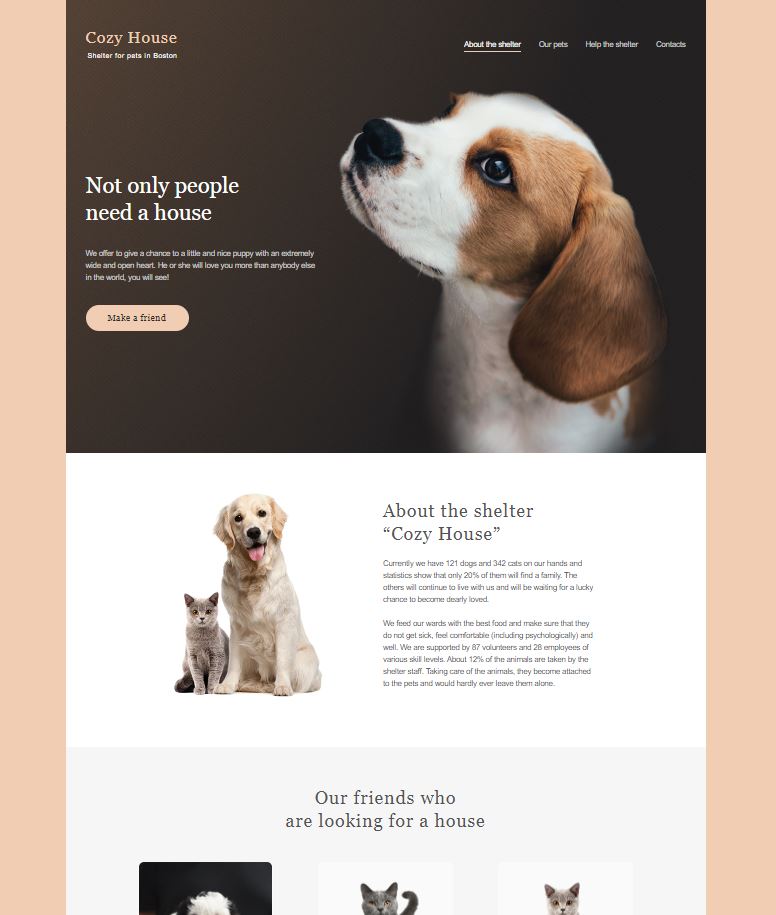 Cozy House
Shelter for pets in Boston
About the shelter
Our pets
Help the shelter
Contacts
Not only people
need a house
We offer to give a chance to a little and nice puppy with an extremely
wide and open heart. He or she will love you more than anybody else
in the world, you will see!
Make a friend
About the shelter
“Cozy House”
Currently we have 121 dogs and 342 cats on our hands and
statistics show that only 20% of them will find a family. The
others will continue to live with us and will be waiting for a lucky
chance to become dearly loved.
We feed our wards with the best food and make sure that they
do not get sick, feel comfortable (including psychologically) and
well. We are supported by 87 volunteers and 28 employees of
various skill levels. About 12% of the animals are taken by the
shelter staff. Taking care of the animals, they become attached
to the pets and would hardly ever leave them alone.
Our friends who
are looking for a house